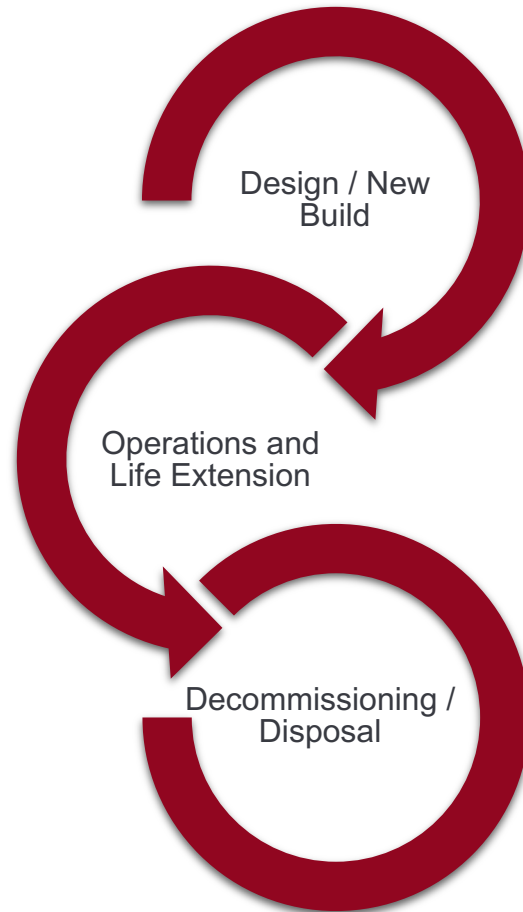 Design / New
Build
Operations and
Life Extension
Decommissioning /
Disposal